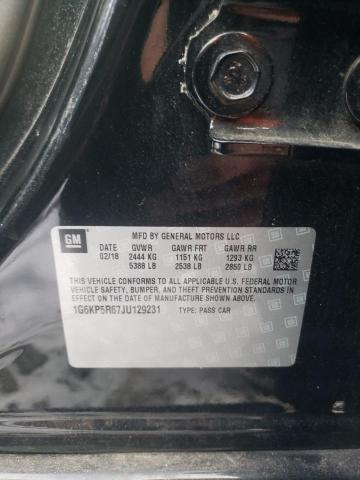 MFD BY GENERAL MOTORS LLC
GM DATE GVWR GAWR FRT GAWR RR
02/18 2444 KG 1151 KG 1293 KG
5388 LB 2538 LB 2850 LB
THIS VEHICLE CONFORMS TO ALL APPLICABLE U.S. FEDERAL MOTOR
VEHICLE SAFETY, BUMPER, AND THEFT PREVENTION STANDARDS IN
EFFECT ON THE DATE OF MANUFACTURE SHOWN ABOVE.
1G6KP5R67JU129231 TYPE: PASS CAR